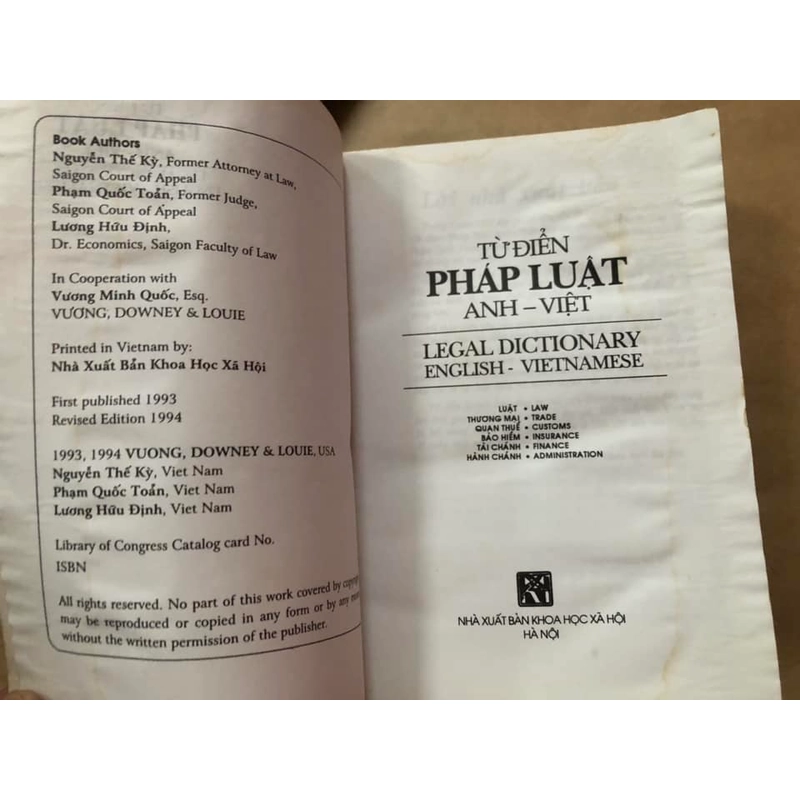 Book Authors
Nguyễn Thế Kỳ, Former Attorney at Law,
Saigon Court of Appeal
Phạm Quốc Toản, Former Judge,
Saigon Court of Appeal
Lương Hữu Định,
Dr. Economics, Saigon Faculty of Law
In Cooperation with
Vương Minh Quốc, Esq.
VƯƠNG, DOWNEY & LOUIE
Printed in Vietnam by:
Nhà Xuất Bản Khoa Học Xã Hội
First published 1993
Revised Edition 1994
1993, 1994 VUONG, DOWNEY & LOUIE, USA
Nguyễn Thế Kỳ, Viet Nam
Phạm Quốc Toản, Viet Nam
Lương Hữu Định, Viet Nam
Library of Congress Catalog card No.
ISBN
All rights reserved. No part of this work covered by
may be reproduced or copied in any form or by any
without the written permission of the publisher.
TỪ ĐIỂN
PHÁP LUẬT
ANH – VIỆT
LEGAL DICTIONARY
ENGLISH - VIETNAMESE
LUẬT • LAW
THƯƠNG MẠI • TRADE
QUAN THUẾ • CUSTOMS
BẢO HIỂM • INSURANCE
TÀI CHÁNH • FINANCE
HÀNH CHÁNH • ADMINISTRATION
NHÀ XUẤT BẢN KHOA HỌC XÃ HỘI
HÀ NỘI